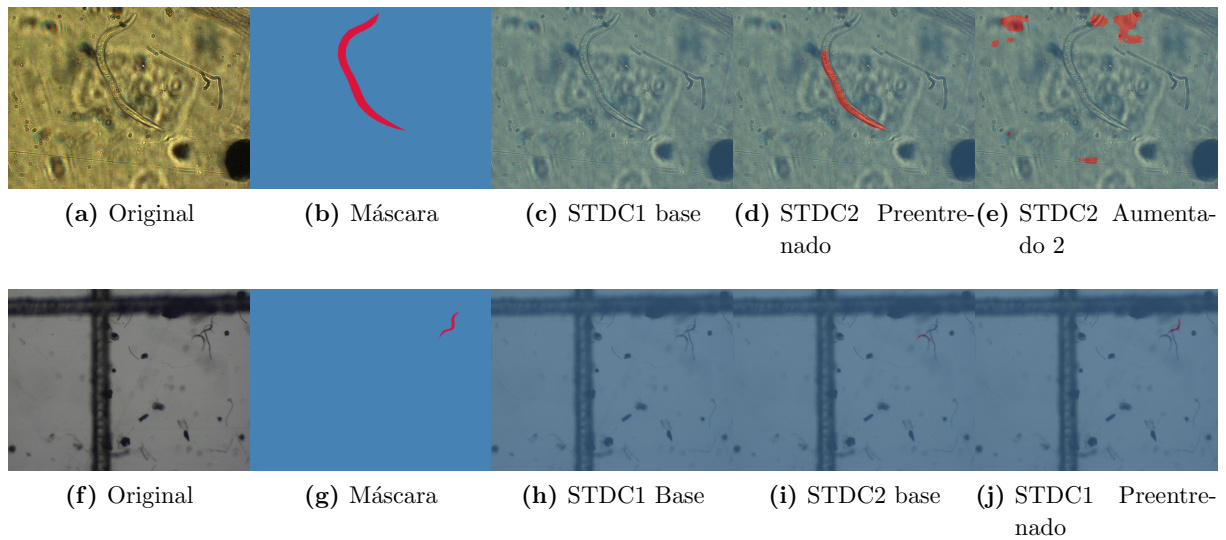 (a) Original
(b) Máscara
(c) STDC1 base
(d) STDC2 Preentre-
nado
(e) STDC2 Aumenta-
do 2
(f) Original
(g) Máscara
(h) STDC1 Base
(i) STDC2 base
(j) STDC1 Preentre-
nado